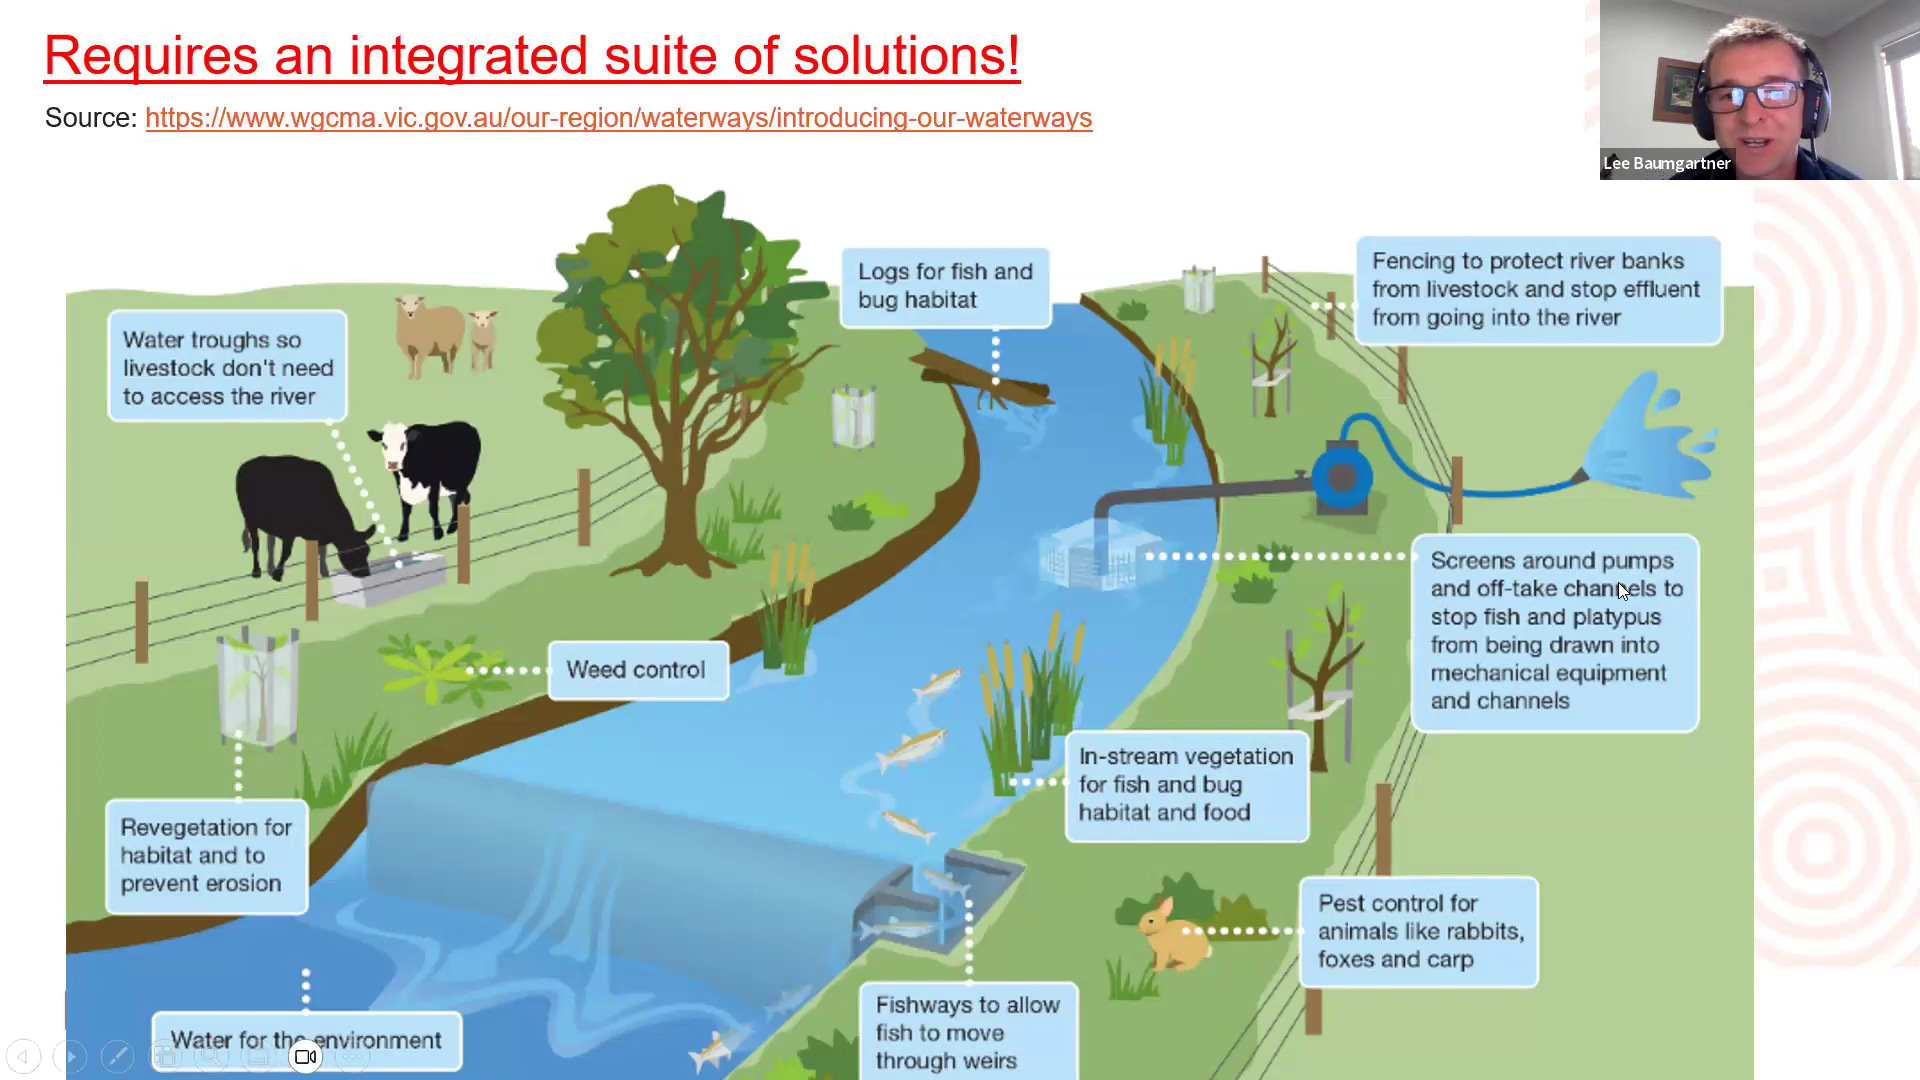 Requires an integrated suite of solutions!
Source: https://www.wgcma.vic.gov.au/our-region/waterways/introducing-our-waterways
Lee Baumgartner
Logs for fish and
bug habitat
Fencing to protect river banks
from livestock and stop effluent
from going into the river
Water troughs so
livestock don't need
to access the river
Screens around pumps
and off-take channels to
stop fish and platypus
from being drawn into
mechanical equipment
and channels
Weed control
In-stream vegetation
for fish and bug
habitat and food
Revegetation for
habitat and to
prevent erosion
Pest control for
animals like rabbits,
foxes and carp
Fishways to allow
fish to move
through weirs
Water for the environment